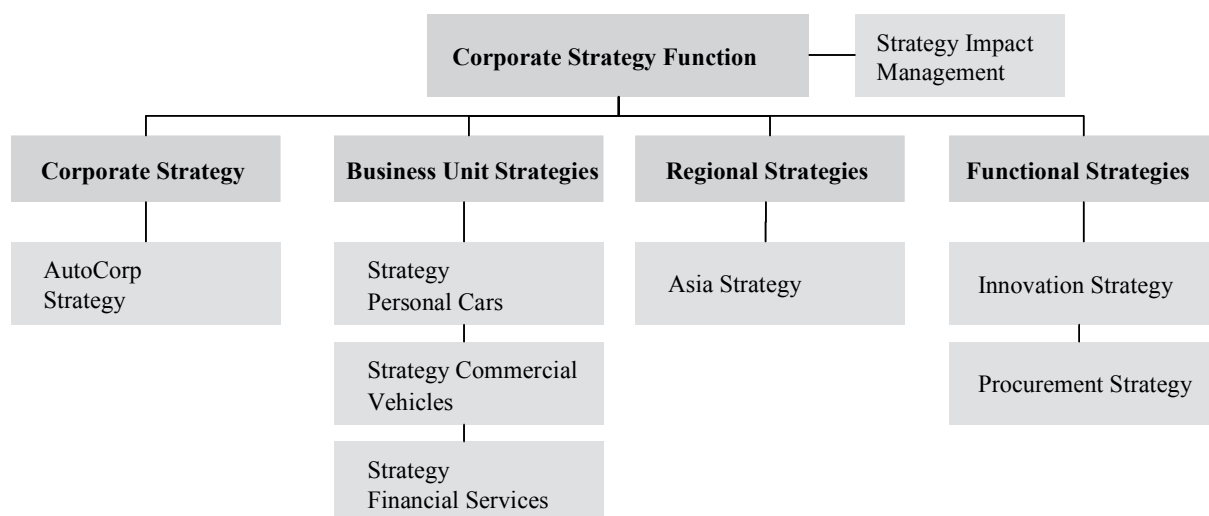 Corporate Strategy Function
Strategy Impact
Management
Corporate Strategy
Business Unit Strategies
Regional Strategies
Functional Strategies
AutoCorp
Strategy
Strategy
Personal Cars
Asia Strategy
Innovation Strategy
Strategy Commercial
Vehicles
Procurement Strategy
Strategy
Financial Services